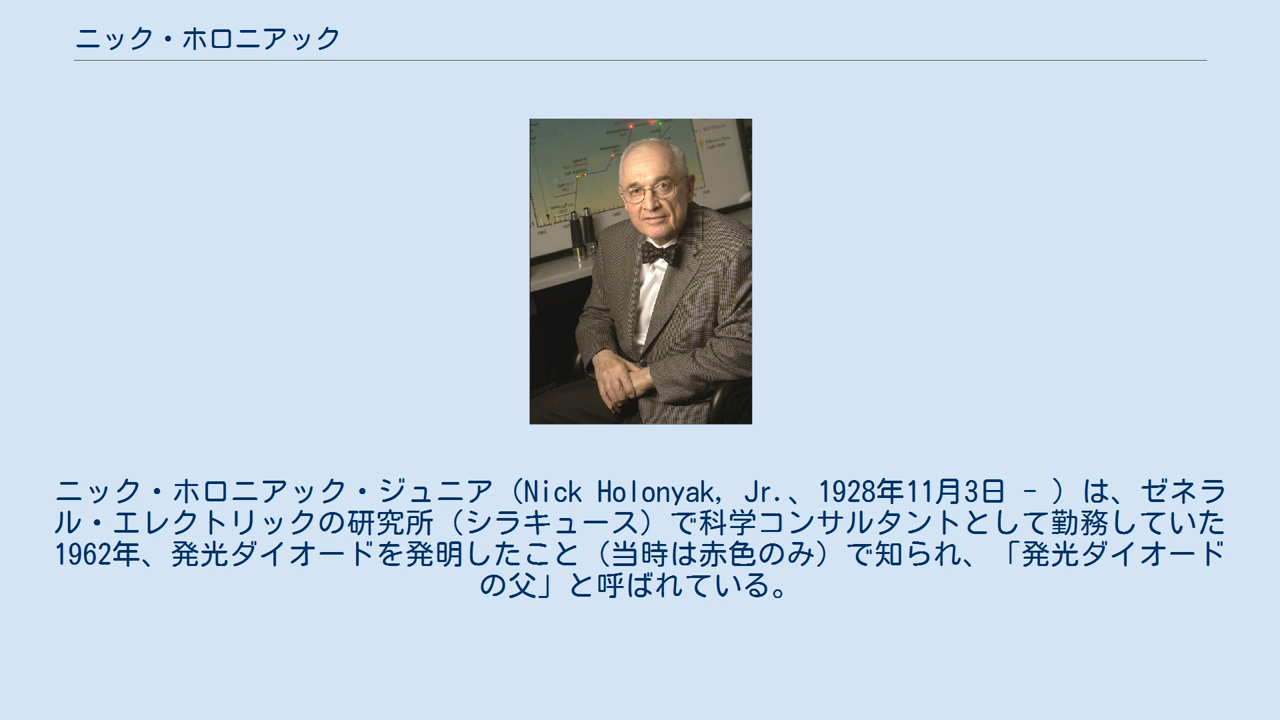 ニック・ホロニアック
ニック・ホロニアック・ジュニア（Nick Holonyak, Jr.、1928年11月3日 - ）は、ゼネラ
ル・エレクトリックの研究所（シラキュース）で科学コンサルタントとして勤務していた
1962年、発光ダイオードを発明したこと（当時は赤色のみ）で知られ、「発光ダイオード
の父」と呼ばれている。